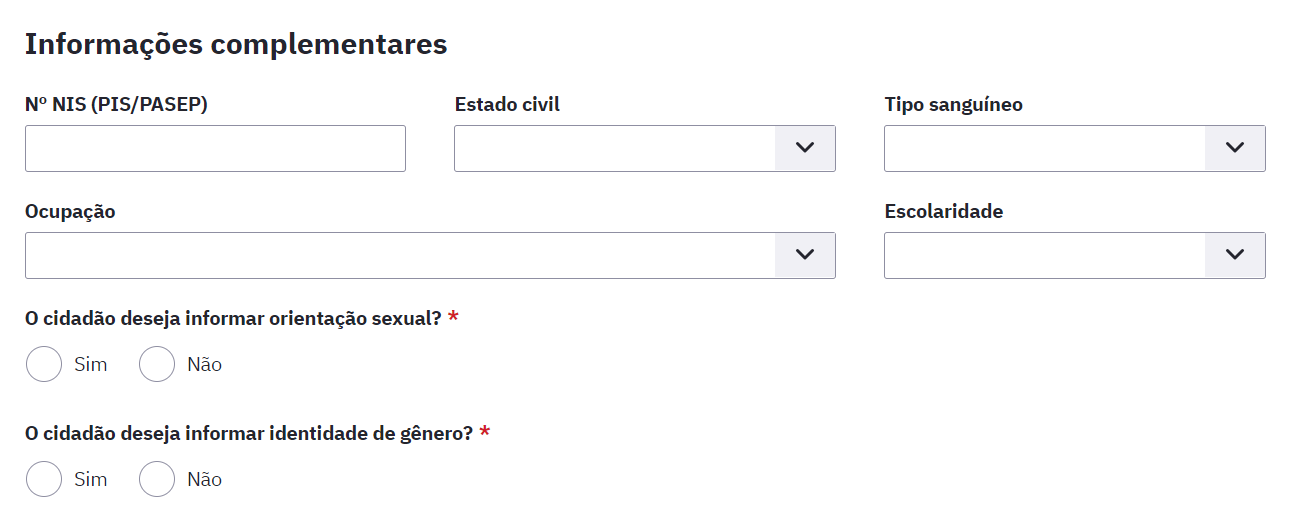 Informações complementares
Nº NIS (PIS/PASEP) Estado civil Tipo sanguíneo
Ocupação Escolaridade
O cidadão deseja informar orientação sexual? *
Sim Não
O cidadão deseja informar identidade de gênero? *
Sim Não